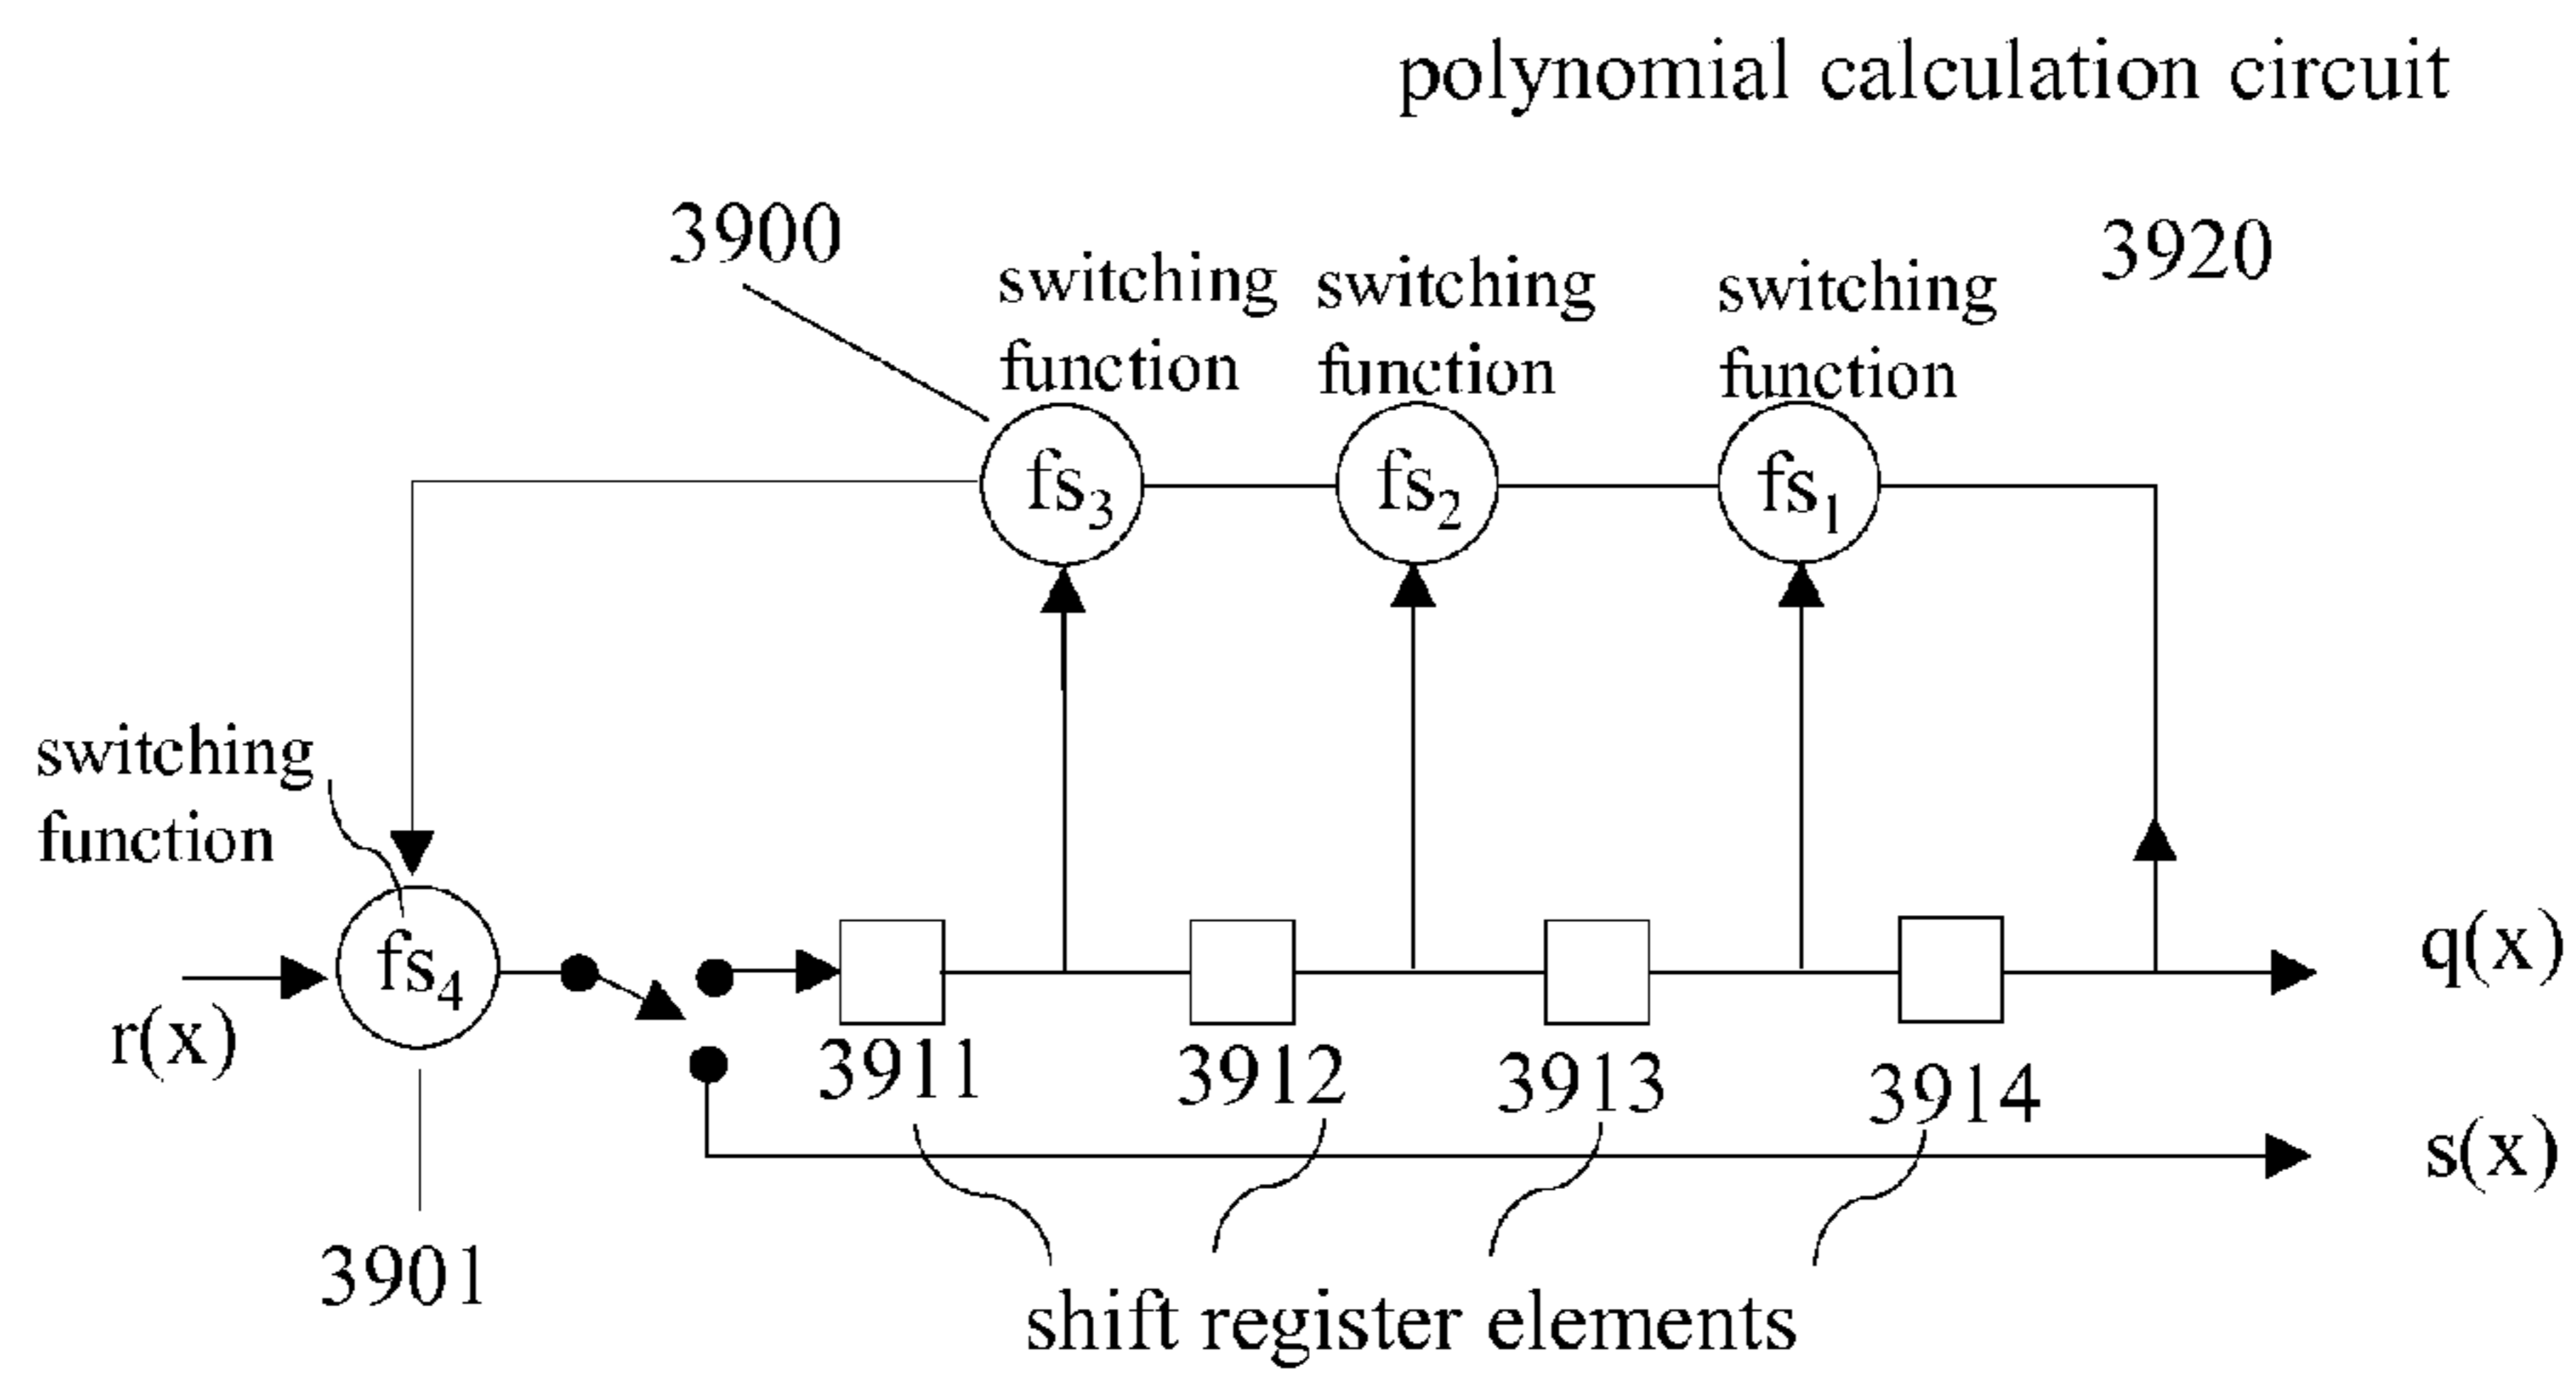 polynomial calculation circuit
3900
3920
switching
function
switching
function
switching
function
fs₃
fs₂
fs₁
switching
function
fs₄
r(x)
q(x)
3911
3912
3913
3914
s(x)
3901
shift register elements